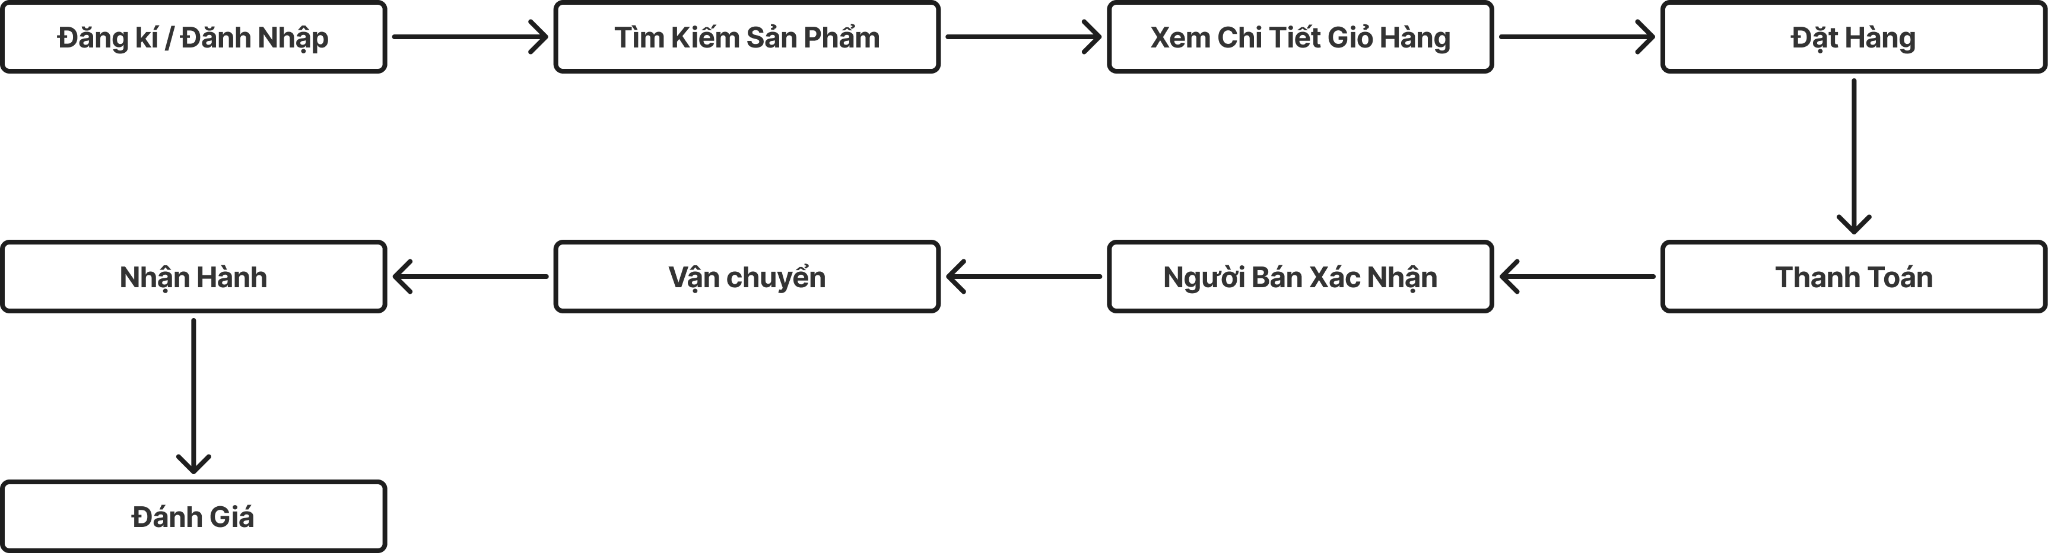 Đăng kí / Đănh Nhập
Tìm Kiếm Sản Phẩm
Xem Chi Tiết Giỏ Hàng
Đặt Hàng
Thanh Toán
Người Bán Xác Nhận
Vận chuyển
Nhận Hành
Đánh Giá